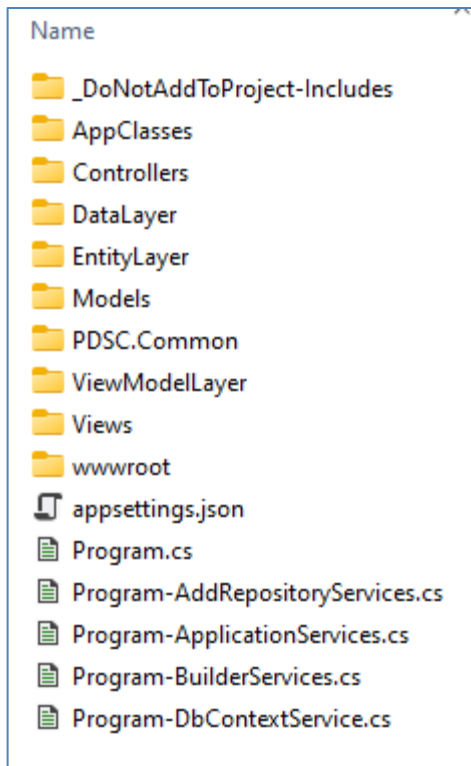 Name
_DoNotAddToProject-Includes
AppClasses
Controllers
DataLayer
EntityLayer
Models
PDSC.Common
ViewModelLayer
Views
wwwroot
appsettings.json
Program.cs
Program-AddRepositoryServices.cs
Program-ApplicationServices.cs
Program-BuilderServices.cs
Program-DbContextService.cs